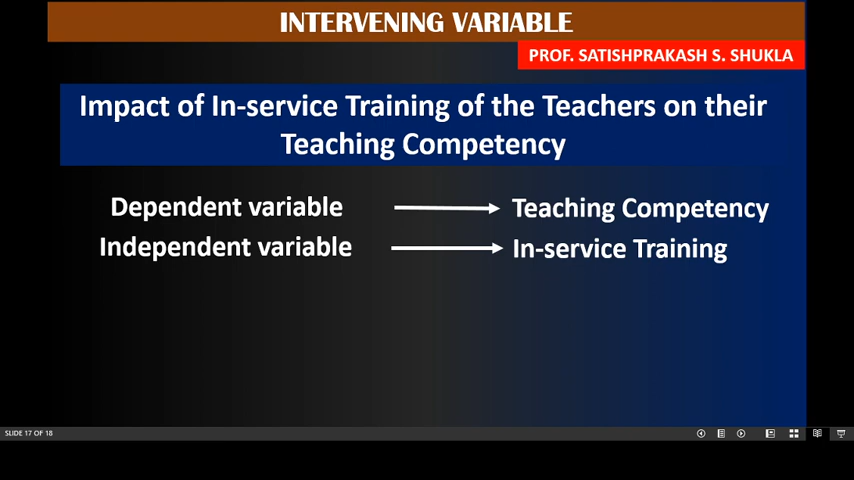 INTERVENING VARIABLE
PROF. SATISHPRAKASH S. SHUKLA
Impact of In-service Training of the Teachers on their
Teaching Competency
Dependent variable
Teaching Competency
Independent variable
In-service Training
SLIDE 17 OF 18